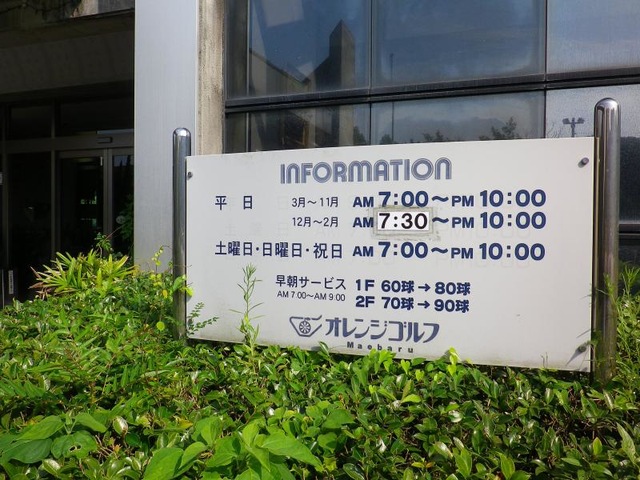 INFORMATION
平日 3月～11月 AM 7:00～PM 10:00
12月～2月 AM 7:30～PM 10:00
土曜日・日曜日・祝日 AM 7:00～PM 10:00
早朝サービス 1F 60球→80球
AM 7:00～AM 9:00 2F 70球→90球
オレンジゴルフ
Maebaru